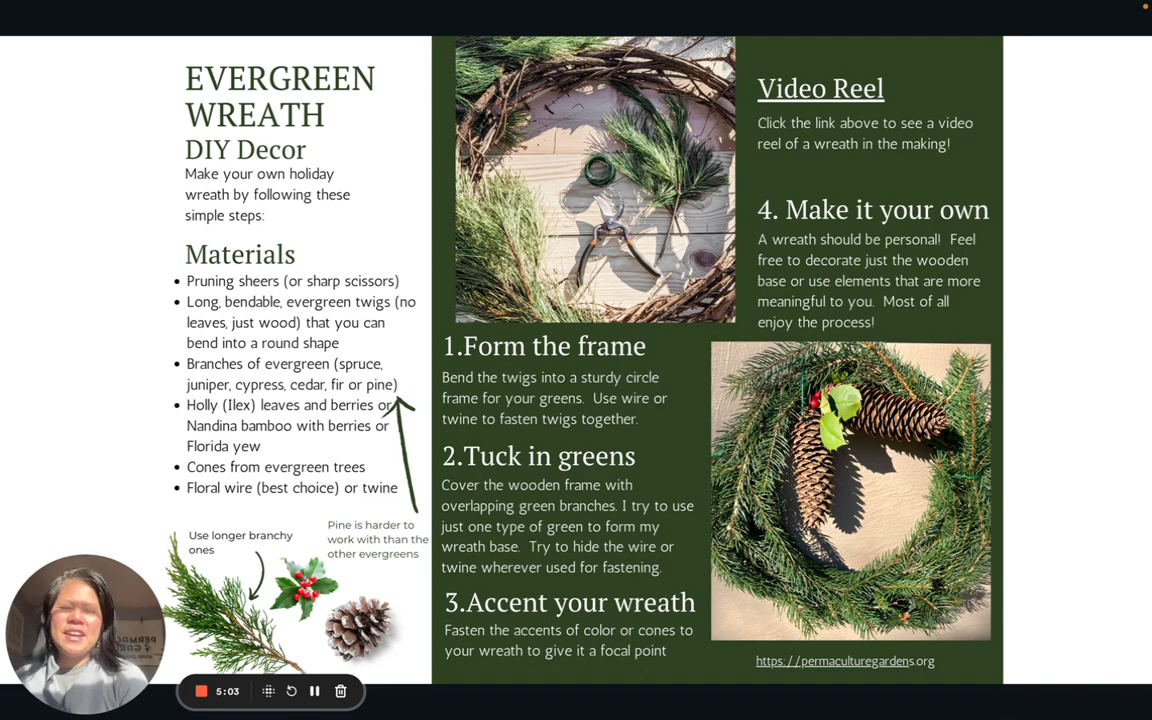 EVERGREEN
WREATH
DIY Decor
Make your own holiday
wreath by following these
simple steps:
Materials
• Pruning sheers (or sharp scissors)
• Long, bendable, evergreen twigs (no
leaves, just wood) that you can
bend into a round shape
• Branches of evergreen (spruce,
juniper, cypress, cedar, fir or pine)
• Holly (Ilex) leaves and berries or
Nandina bamboo with berries or
Florida yew
• Cones from evergreen trees
• Floral wire (best choice) or twine
Use longer branchy
ones
Pine is harder to
work with than the
other evergreens
5:03
1.Form the frame
Bend the twigs into a sturdy circle
frame for your greens. Use wire or
twine to fasten twigs together.
2.Tuck in greens
Cover the wooden frame with
overlapping green branches. I try to use
just one type of green to form my
wreath base. Try to hide the wire or
twine wherever used for fastening.
3.Accent your wreath
Fasten the accents of color or cones to
your wreath to give it a focal point
Video Reel
Click the link above to see a video
reel of a wreath in the making!
4. Make it your own
A wreath should be personal! Feel
free to decorate just the wooden
base or use elements that are more
meaningful to you. Most of all
enjoy the process!
https://permaculturegardens.org